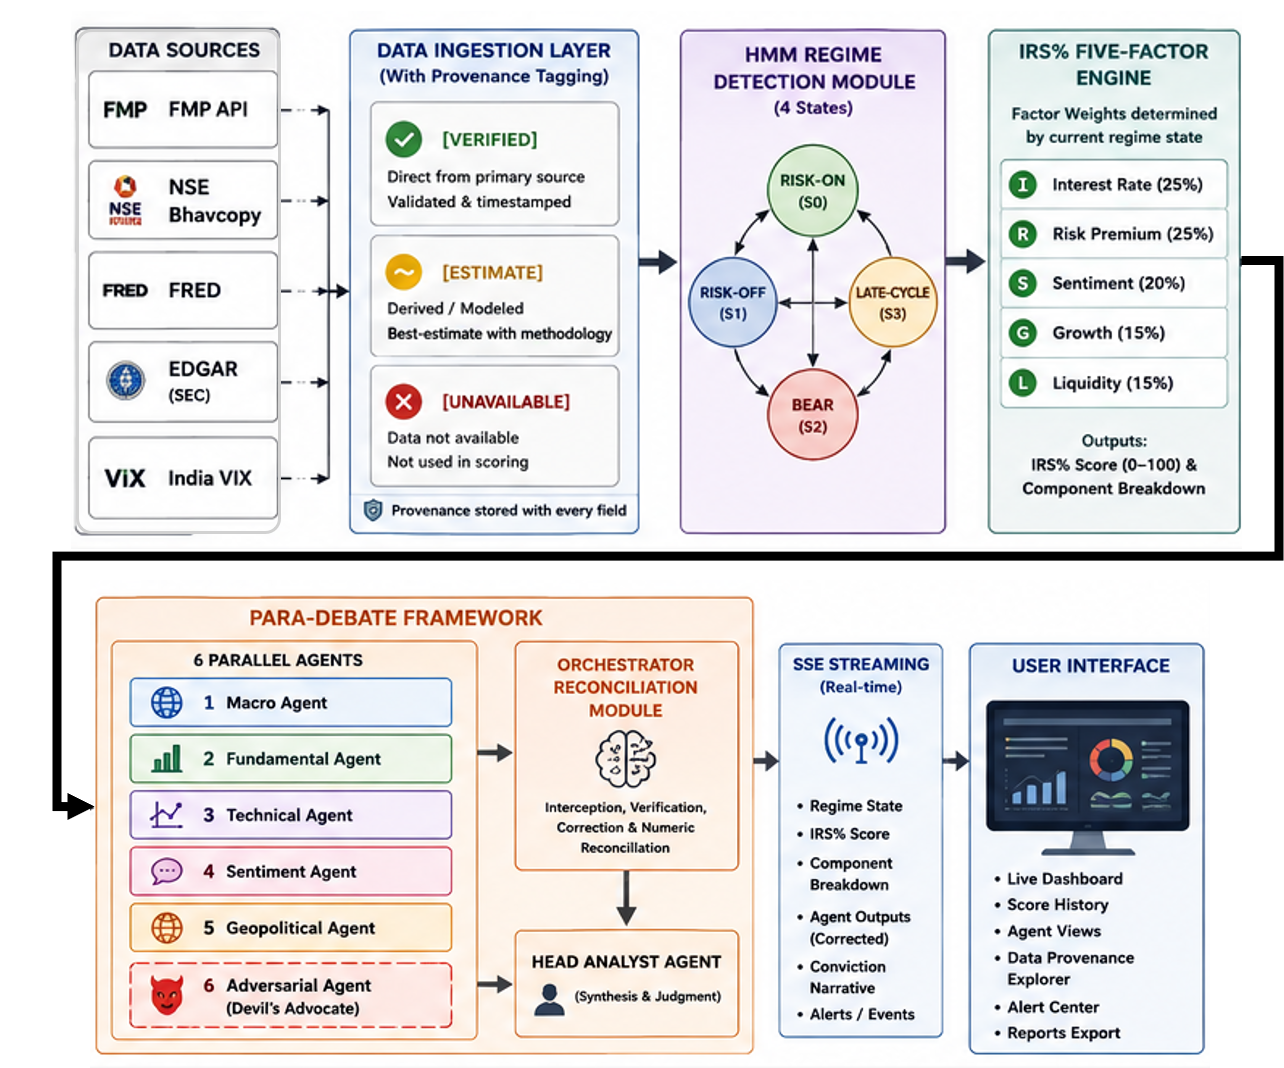 DATA SOURCES
FMP FMP API
NSE
NSE
Bhavcopy
FRED FRED
EDGAR
(SEC)
ViX India VIX
DATA INGESTION LAYER
(With Provenance Tagging)
[VERIFIED]
Direct from primary source
Validated & timestamped
[ESTIMATE]
Derived / Modeled
Best-estimate with methodology
[UNAVAILABLE]
Data not available
Not used in scoring
Provenance stored with every field
HMM REGIME
DETECTION MODULE
(4 States)
RISK-ON
(S0)
RISK-OFF
(S1)
LATE-CYCLE
(S3)
BEAR
(S2)
IRS% FIVE-FACTOR
ENGINE
Factor Weights determined
by current regime state
I Interest Rate (25%)
R Risk Premium (25%)
S Sentiment (20%)
G Growth (15%)
L Liquidity (15%)
Outputs:
IRS% Score (0–100) &
Component Breakdown
PARA-DEBATE FRAMEWORK
6 PARALLEL AGENTS
1 Macro Agent
2 Fundamental Agent
3 Technical Agent
4 Sentiment Agent
5 Geopolitical Agent
6 Adversarial Agent
(Devil's Advocate)
ORCHESTRATOR
RECONCILIATION
MODULE
Interception, Verification,
Correction & Numeric
Reconcillation
HEAD ANALYST AGENT
(Synthesis & Judgment)
SSE STREAMING
(Real-time)
• Regime State
• IRS% Score
• Component
Breakdown
• Agent Outputs
(Corrected)
• Conviction
Narrative
• Alerts / Events
USER INTERFACE
• Live Dashboard
• Score History
• Agent Views
• Data Provenance
Explorer
• Alert Center
• Reports Export